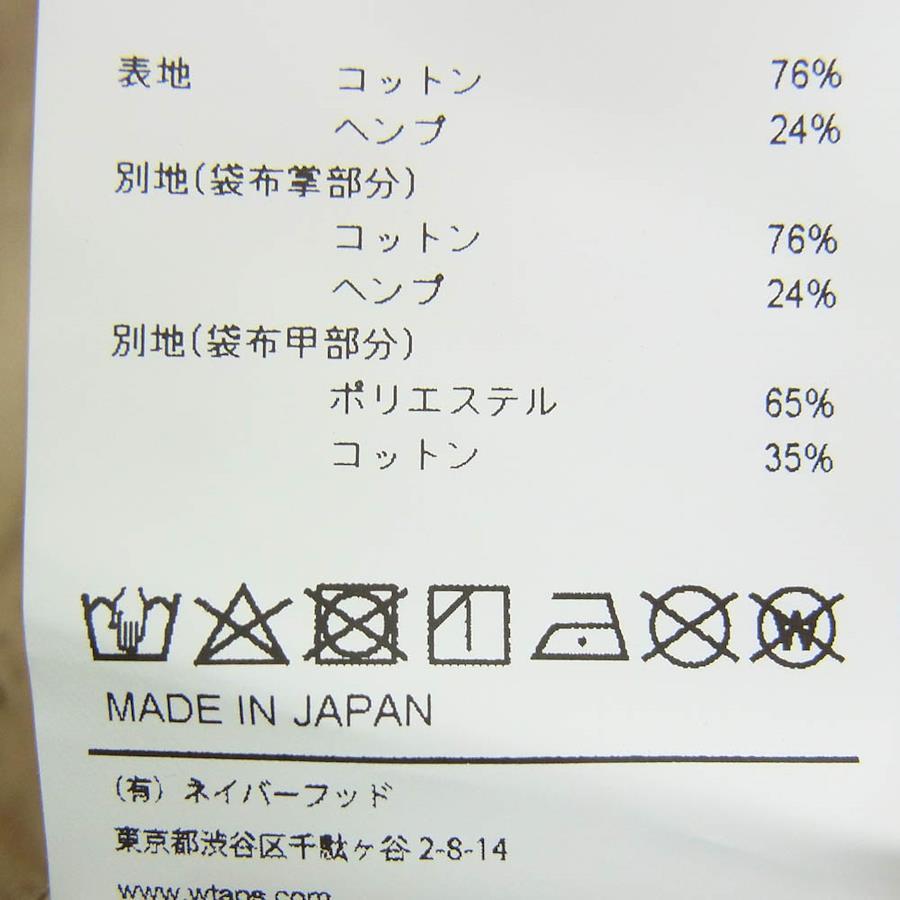 表地 コットン 76%
ヘンプ 24%
別地(袋布掌部分)
コットン 76%
ヘンプ 24%
別地(袋布甲部分)
ポリエステル 65%
コットン 35%
W
MADE IN JAPAN
(有) ネイバーフッド
東京都渋谷区千駄ヶ谷 2-8-14
www.wtaps.com